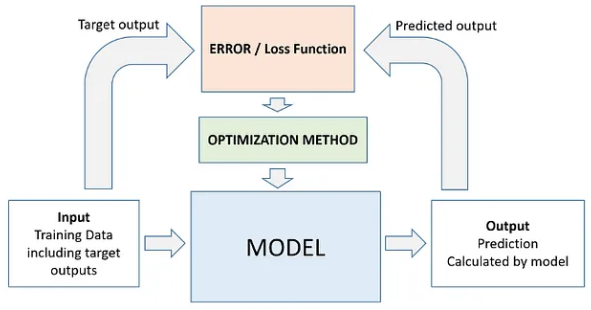 Target output
Predicted output
ERROR / Loss Function
OPTIMIZATION METHOD
Input
Training Data
including target
outputs
MODEL
Output
Prediction
Calculated by model